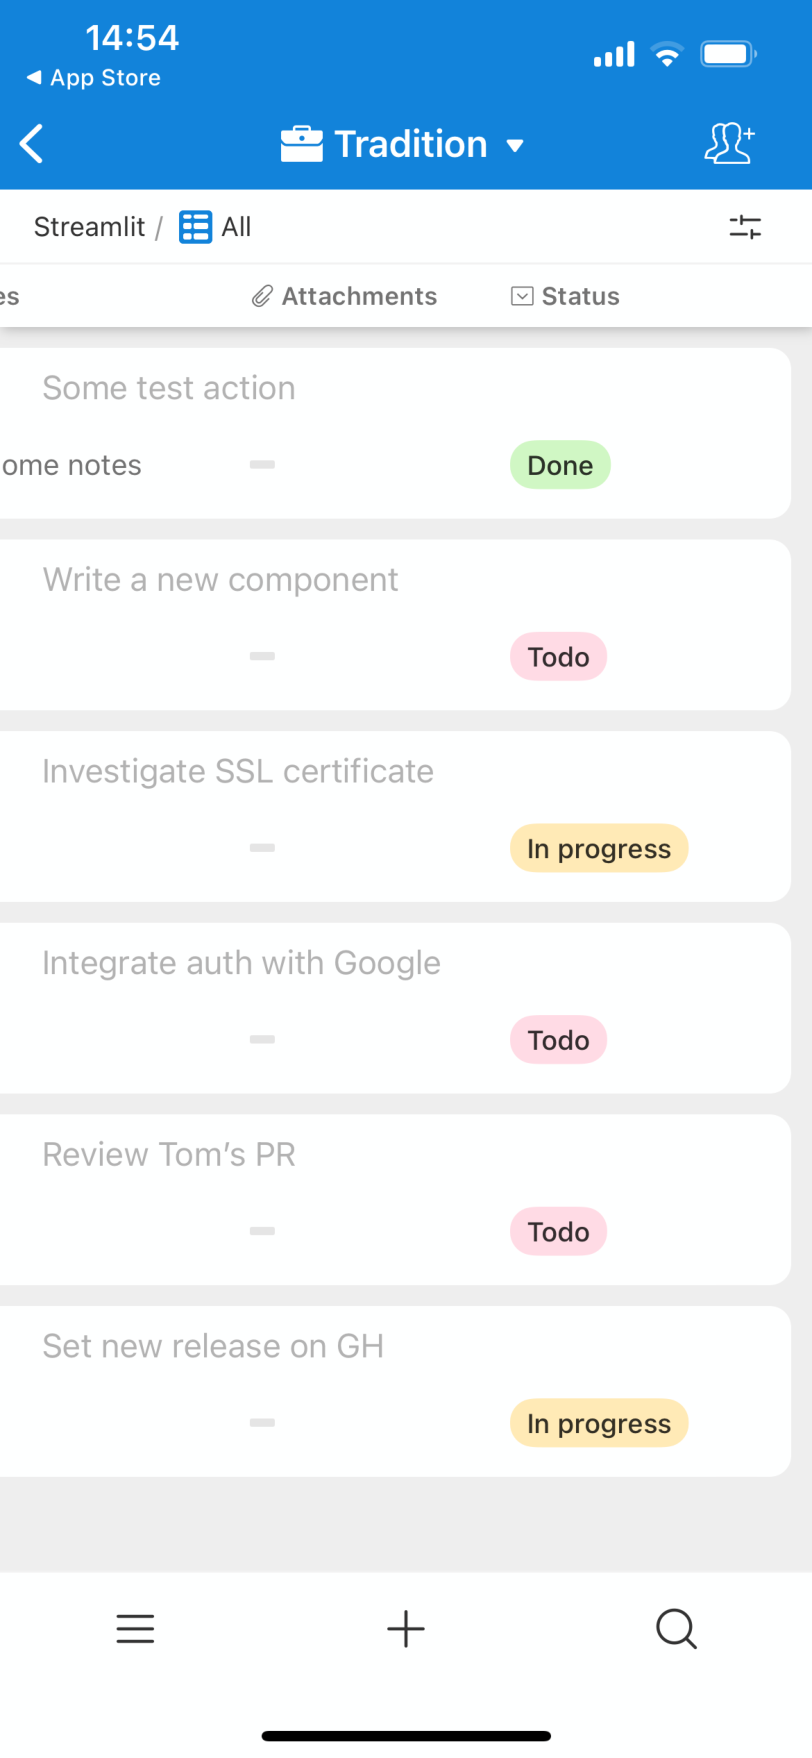 14:54
◀ App Store
Tradition
Streamlit / All
es Attachments Status
Some test action
ome notes Done
Write a new component
Todo
Investigate SSL certificate
In progress
Integrate auth with Google
Todo
Review Tom’s PR
Todo
Set new release on GH
In progress